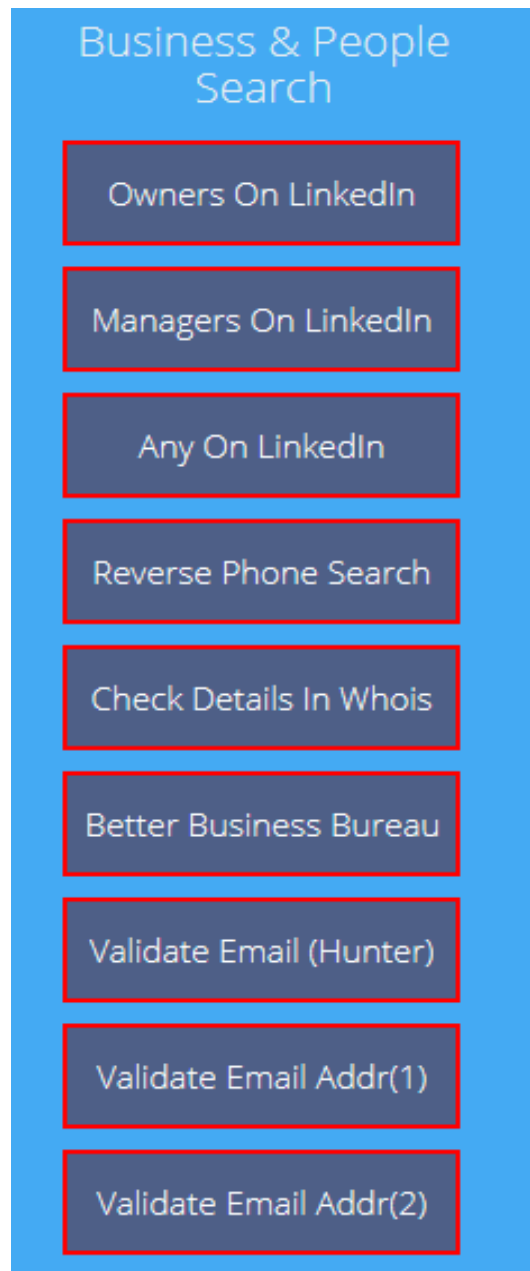 Business & People
Search
Owners On LinkedIn
Managers On LinkedIn
Any On LinkedIn
Reverse Phone Search
Check Details In Whois
Better Business Bureau
Validate Email (Hunter)
Validate Email Addr(1)
Validate Email Addr(2)